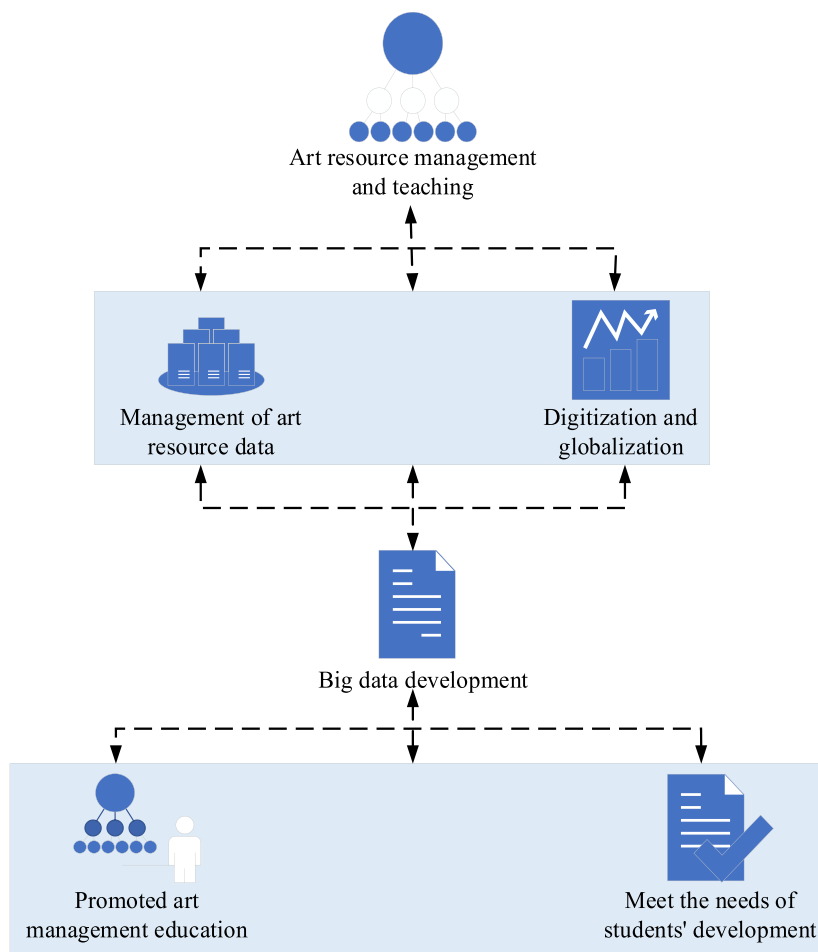 Art resource management
and teaching
Management of art
resource data
Digitization and
globalization
Big data development
Promoted art
management education
Meet the needs of
students' development